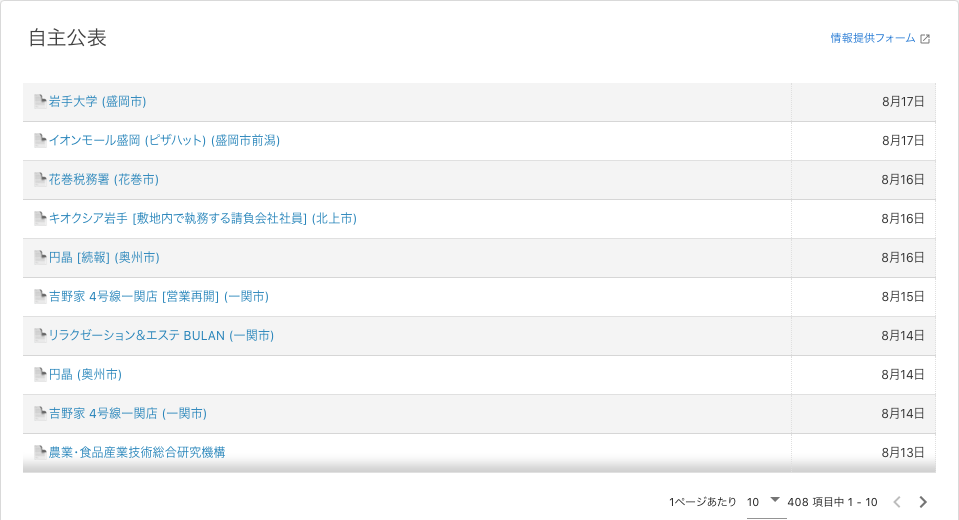 自主公表
情報提供フォーム
岩手大学 (盛岡市) 8月17日
イオンモール盛岡 (ピザハット) (盛岡市前潟) 8月17日
花巻税務署 (花巻市) 8月16日
キオクシア岩手 [敷地内で執務する請負会社社員] (北上市) 8月16日
円晶 [続報] (奥州市) 8月16日
吉野家 4号線一関店 [営業再開] (一関市) 8月15日
リラクゼーション&エステ BULAN (一関市) 8月14日
円晶 (奥州市) 8月14日
吉野家 4号線一関店 (一関市) 8月14日
農業・食品産業技術総合研究機構 8月13日
1ページあたり 10 408 項目中 1 - 10